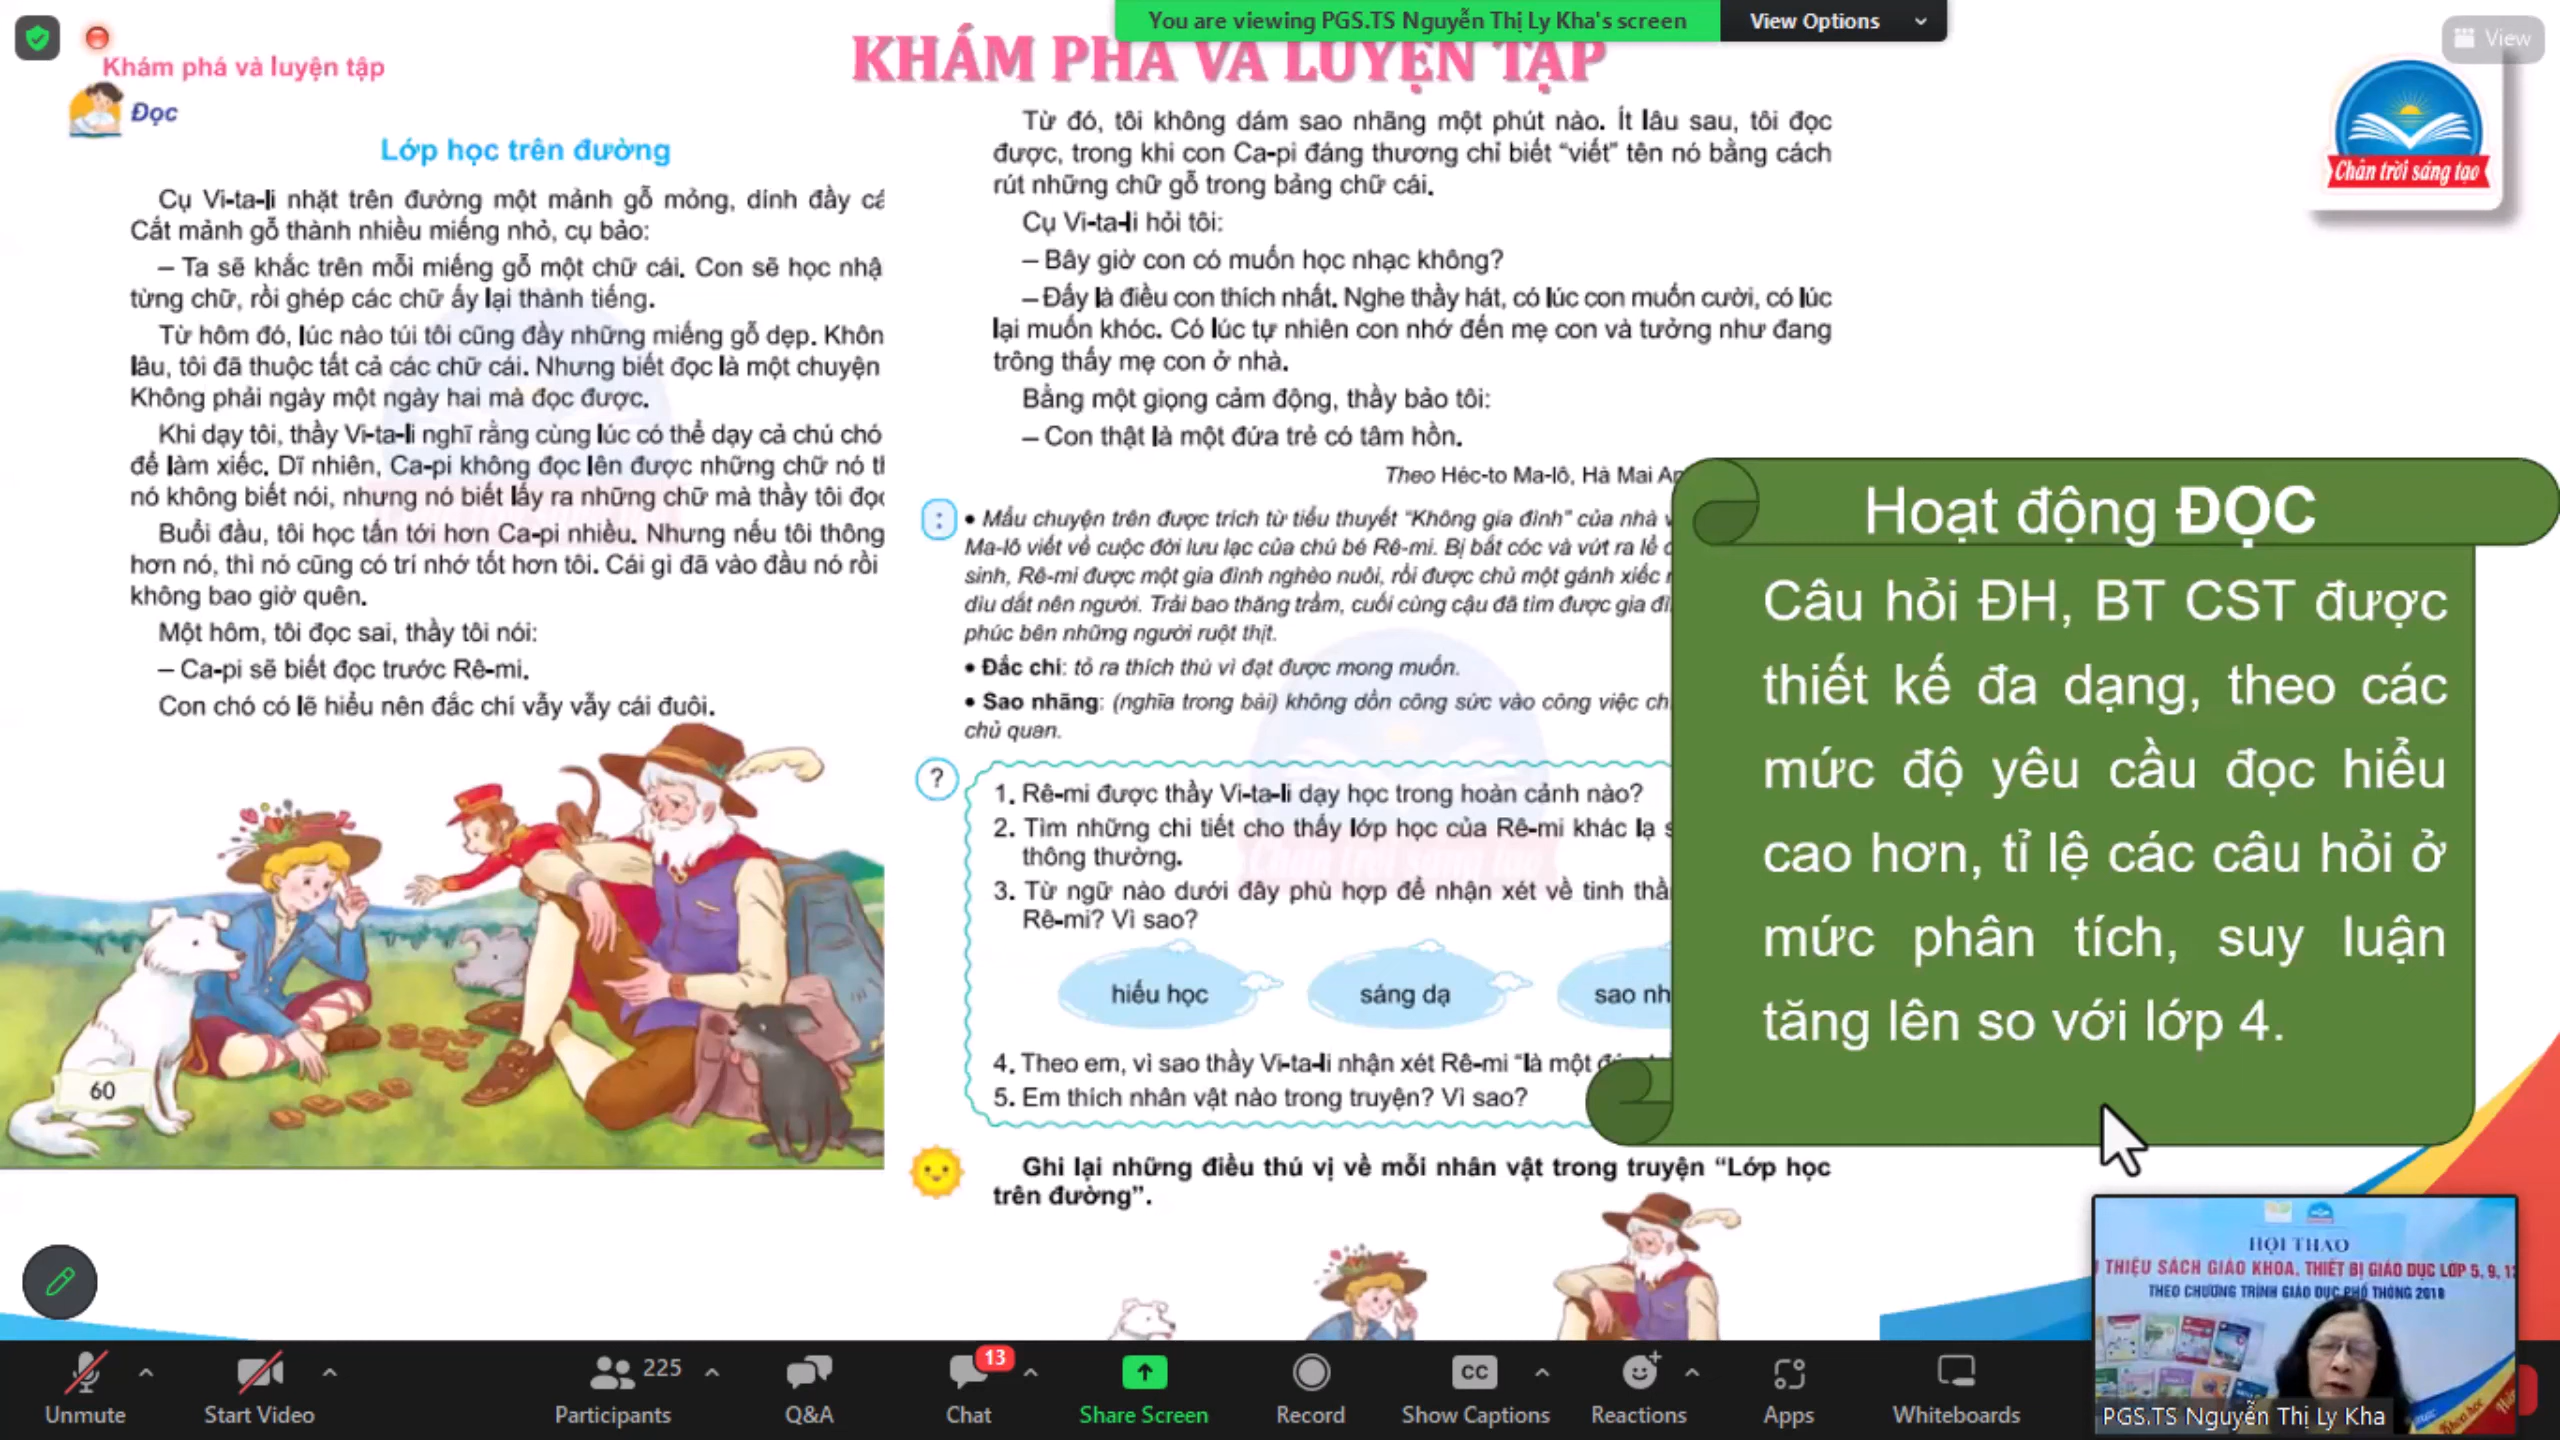 You are viewing PGS.TS Nguyễn Thị Ly Kha's screen
View Options
View
KHÁM PHÁ VÀ LUYỆN TẬP
Khám phá và luyện tập
Đọc
Lớp học trên đường
Cụ Vi-ta-li nhặt trên đường một mảnh gỗ mỏng, dính đầy
Cắt mảnh gỗ thành nhiều miếng nhỏ, cụ bảo:
– Ta sẽ khắc trên mỗi miếng gỗ một chữ cái. Con sẽ học
từng chữ, rồi ghép các chữ ấy lại thành tiếng.
Từ hôm đó, lúc nào túi tôi cũng đầy những miếng gỗ dẹp.
lâu, tôi đã thuộc tất cả các chữ cái. Nhưng biết đọc là một chuyện
Không phải ngày một ngày hai mà đọc được.
Khi dạy tôi, thầy Vi-ta-li nghĩ rằng cùng lúc có thể dạy cả chú chó
để làm xiếc. Dĩ nhiên, Ca-pi không đọc lên được những chữ nó
nó không biết nói, nhưng nó biết lấy ra những chữ mà thầy tôi
Buổi đầu, tôi học tấn tới hơn Ca-pi nhiều. Nhưng nếu tôi thông
hơn nó, thì nó cũng có trí nhớ tốt hơn tôi. Cái gì đã vào đầu nó rồi
không bao giờ quên.
Một hôm, tôi đọc sai, thầy tôi nói:
– Ca-pi sẽ biết đọc trước Rê-mi.
Con chó có lẽ hiểu nên đắc chí vẫy vẫy cái đuôi.
60
Từ đó, tôi không dám sao nhãng một phút nào. Ít lâu sau, tôi đọc
được, trong khi con Ca-pi đáng thương chỉ biết “viết” tên nó bằng cách
rút những chữ gỗ trong bảng chữ cái.
Cụ Vi-ta-li hỏi tôi:
– Bây giờ con có muốn học nhạc không?
– Đấy là điều con thích nhất. Nghe thầy hát, có lúc con muốn cười, có lúc
lại muốn khóc. Có lúc tự nhiên con nhớ đến mẹ con và tưởng như đang
trông thấy mẹ con ở nhà.
Bằng một giọng cảm động, thầy bảo tôi:
– Con thật là một đứa trẻ có tâm hồn.
Theo Héc-to Ma-lô, Hà Mai
• Mẩu chuyện trên được trích từ tiểu thuyết “Không gia đình” của nhà
Ma-lô viết về cuộc đời lưu lạc của chú bé Rê-mi. Bị bắt cóc và vứt ra lề
sinh, Rê-mi được một gia đình nghèo nuôi, rồi được chủ một gánh xiếc
dìu dắt nên người. Trải bao thăng trầm, cuối cùng cậu đã tìm được gia
phúc bên những người ruột thịt.
• Đắc chí: tỏ ra thích thú vì đạt được mong muốn.
• Sao nhãng: (nghĩa trong bài) không dồn công sức vào công việc
chủ quan.
?
1. Rê-mi được thầy Vi-ta-li dạy học trong hoàn cảnh nào?
2. Tìm những chi tiết cho thấy lớp học của Rê-mi khác lạ
thông thường.
3. Từ ngữ nào dưới đây phù hợp để nhận xét về tinh
Rê-mi? Vì sao?
hiếu học
sáng dạ
sao
4. Theo em, vì sao thầy Vi-ta-li nhận xét Rê-mi “là một
5. Em thích nhân vật nào trong truyện? Vì sao?
Ghi lại những điều thú vị về mỗi nhân vật trong truyện “Lớp học
trên đường”.
Chân trời sáng tạo
Hoạt động ĐỌC
Câu hỏi ĐH, BT CST được
thiết kế đa dạng, theo các
mức độ yêu cầu đọc hiểu
cao hơn, tỉ lệ các câu hỏi ở
mức phân tích, suy luận
tăng lên so với lớp 4.
HỘI THẢO
THIỆU SÁCH GIÁO KHOA, THIẾT BỊ GIÁO DỤC LỚP 5, 9,
THEO CHƯƠNG TRÌNH GIÁO DỤC PHỔ THÔNG 2018
PGS.TS Nguyễn Thị Ly Kha
Unmute
Start Video
225
Participants
Q&A
13
Chat
Share Screen
Record
CC
Show Captions
Reactions
Apps
Whiteboards